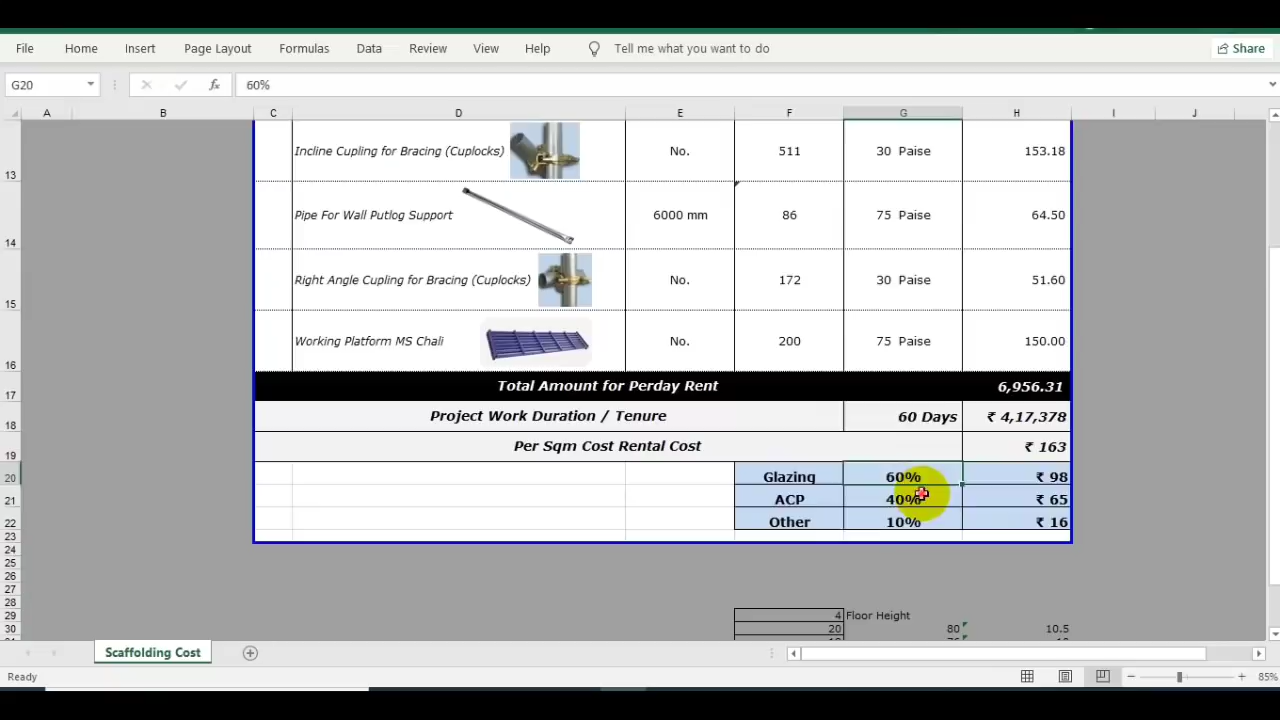 File Home Insert Page Layout Formulas Data Review View Help Tell me what you want to do Share
G20 fx 60%
A B C D E F G H I J
13 Incline Cupling for Bracing (Cuplocks) No. 511 30 Paise 153.18
14 Pipe For Wall Putlog Support 6000 mm 86 75 Paise 64.50
15 Right Angle Cupling for Bracing (Cuplocks) No. 172 30 Paise 51.60
16 Working Platform MS Chali No. 200 75 Paise 150.00
17 Total Amount for Perday Rent 6,956.31
18 Project Work Duration / Tenure 60 Days ₹ 4,17,378
19 Per Sqm Cost Rental Cost ₹ 163
20 Glazing 60% ₹ 98
21 ACP 40% ₹ 65
22 Other 10% ₹ 16
23
24
25
26
27
28
29 4 Floor Height
30 20 80 10.5
Scaffolding Cost
Ready 85%